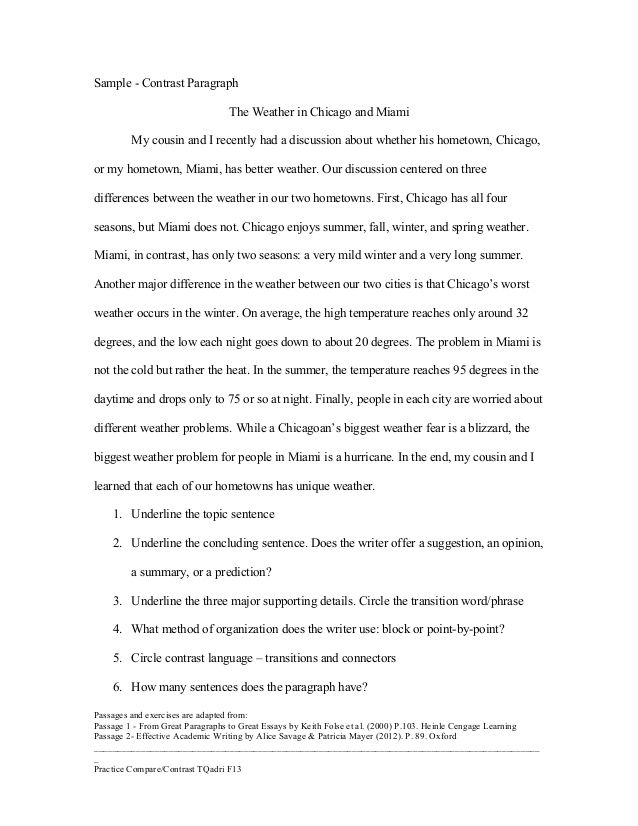 Sample - Contrast Paragraph
The Weather in Chicago and Miami
My cousin and I recently had a discussion about whether his hometown, Chicago,
or my hometown, Miami, has better weather. Our discussion centered on three
differences between the weather in our two hometowns. First, Chicago has all four
seasons, but Miami does not. Chicago enjoys summer, fall, winter, and spring weather.
Miami, in contrast, has only two seasons: a very mild winter and a very long summer.
Another major difference in the weather between our two cities is that Chicago's worst
weather occurs in the winter. On average, the high temperature reaches only around 32
degrees, and the low each night goes down to about 20 degrees. The problem in Miami is
not the cold but rather the heat. In the summer, the temperature reaches 95 degrees in the
daytime and drops only to 75 or so at night. Finally, people in each city are worried about
different weather problems. While a Chicagoan's biggest weather fear is a blizzard, the
biggest weather problem for people in Miami is a hurricane. In the end, my cousin and I
learned that each of our hometowns has unique weather.
1. Underline the topic sentence
2. Underline the concluding sentence. Does the writer offer a suggestion, an opinion,
a summary, or a prediction?
3. Underline the three major supporting details. Circle the transition word/phrase
4. What method of organization does the writer use: block or point-by-point?
5. Circle contrast language – transitions and connectors
6. How many sentences does the paragraph have?
Passages and exercises are adapted from:
Passage 1 - From Great Paragraphs to Great Essays by Keith Folse et al. (2000) P.103. Heinle Cengage Learning
Passage 2- Effective Academic Writing by Alice Savage & Patricia Mayer (2012). P. 89. Oxford
Practice Compare/Contrast TQadri F13